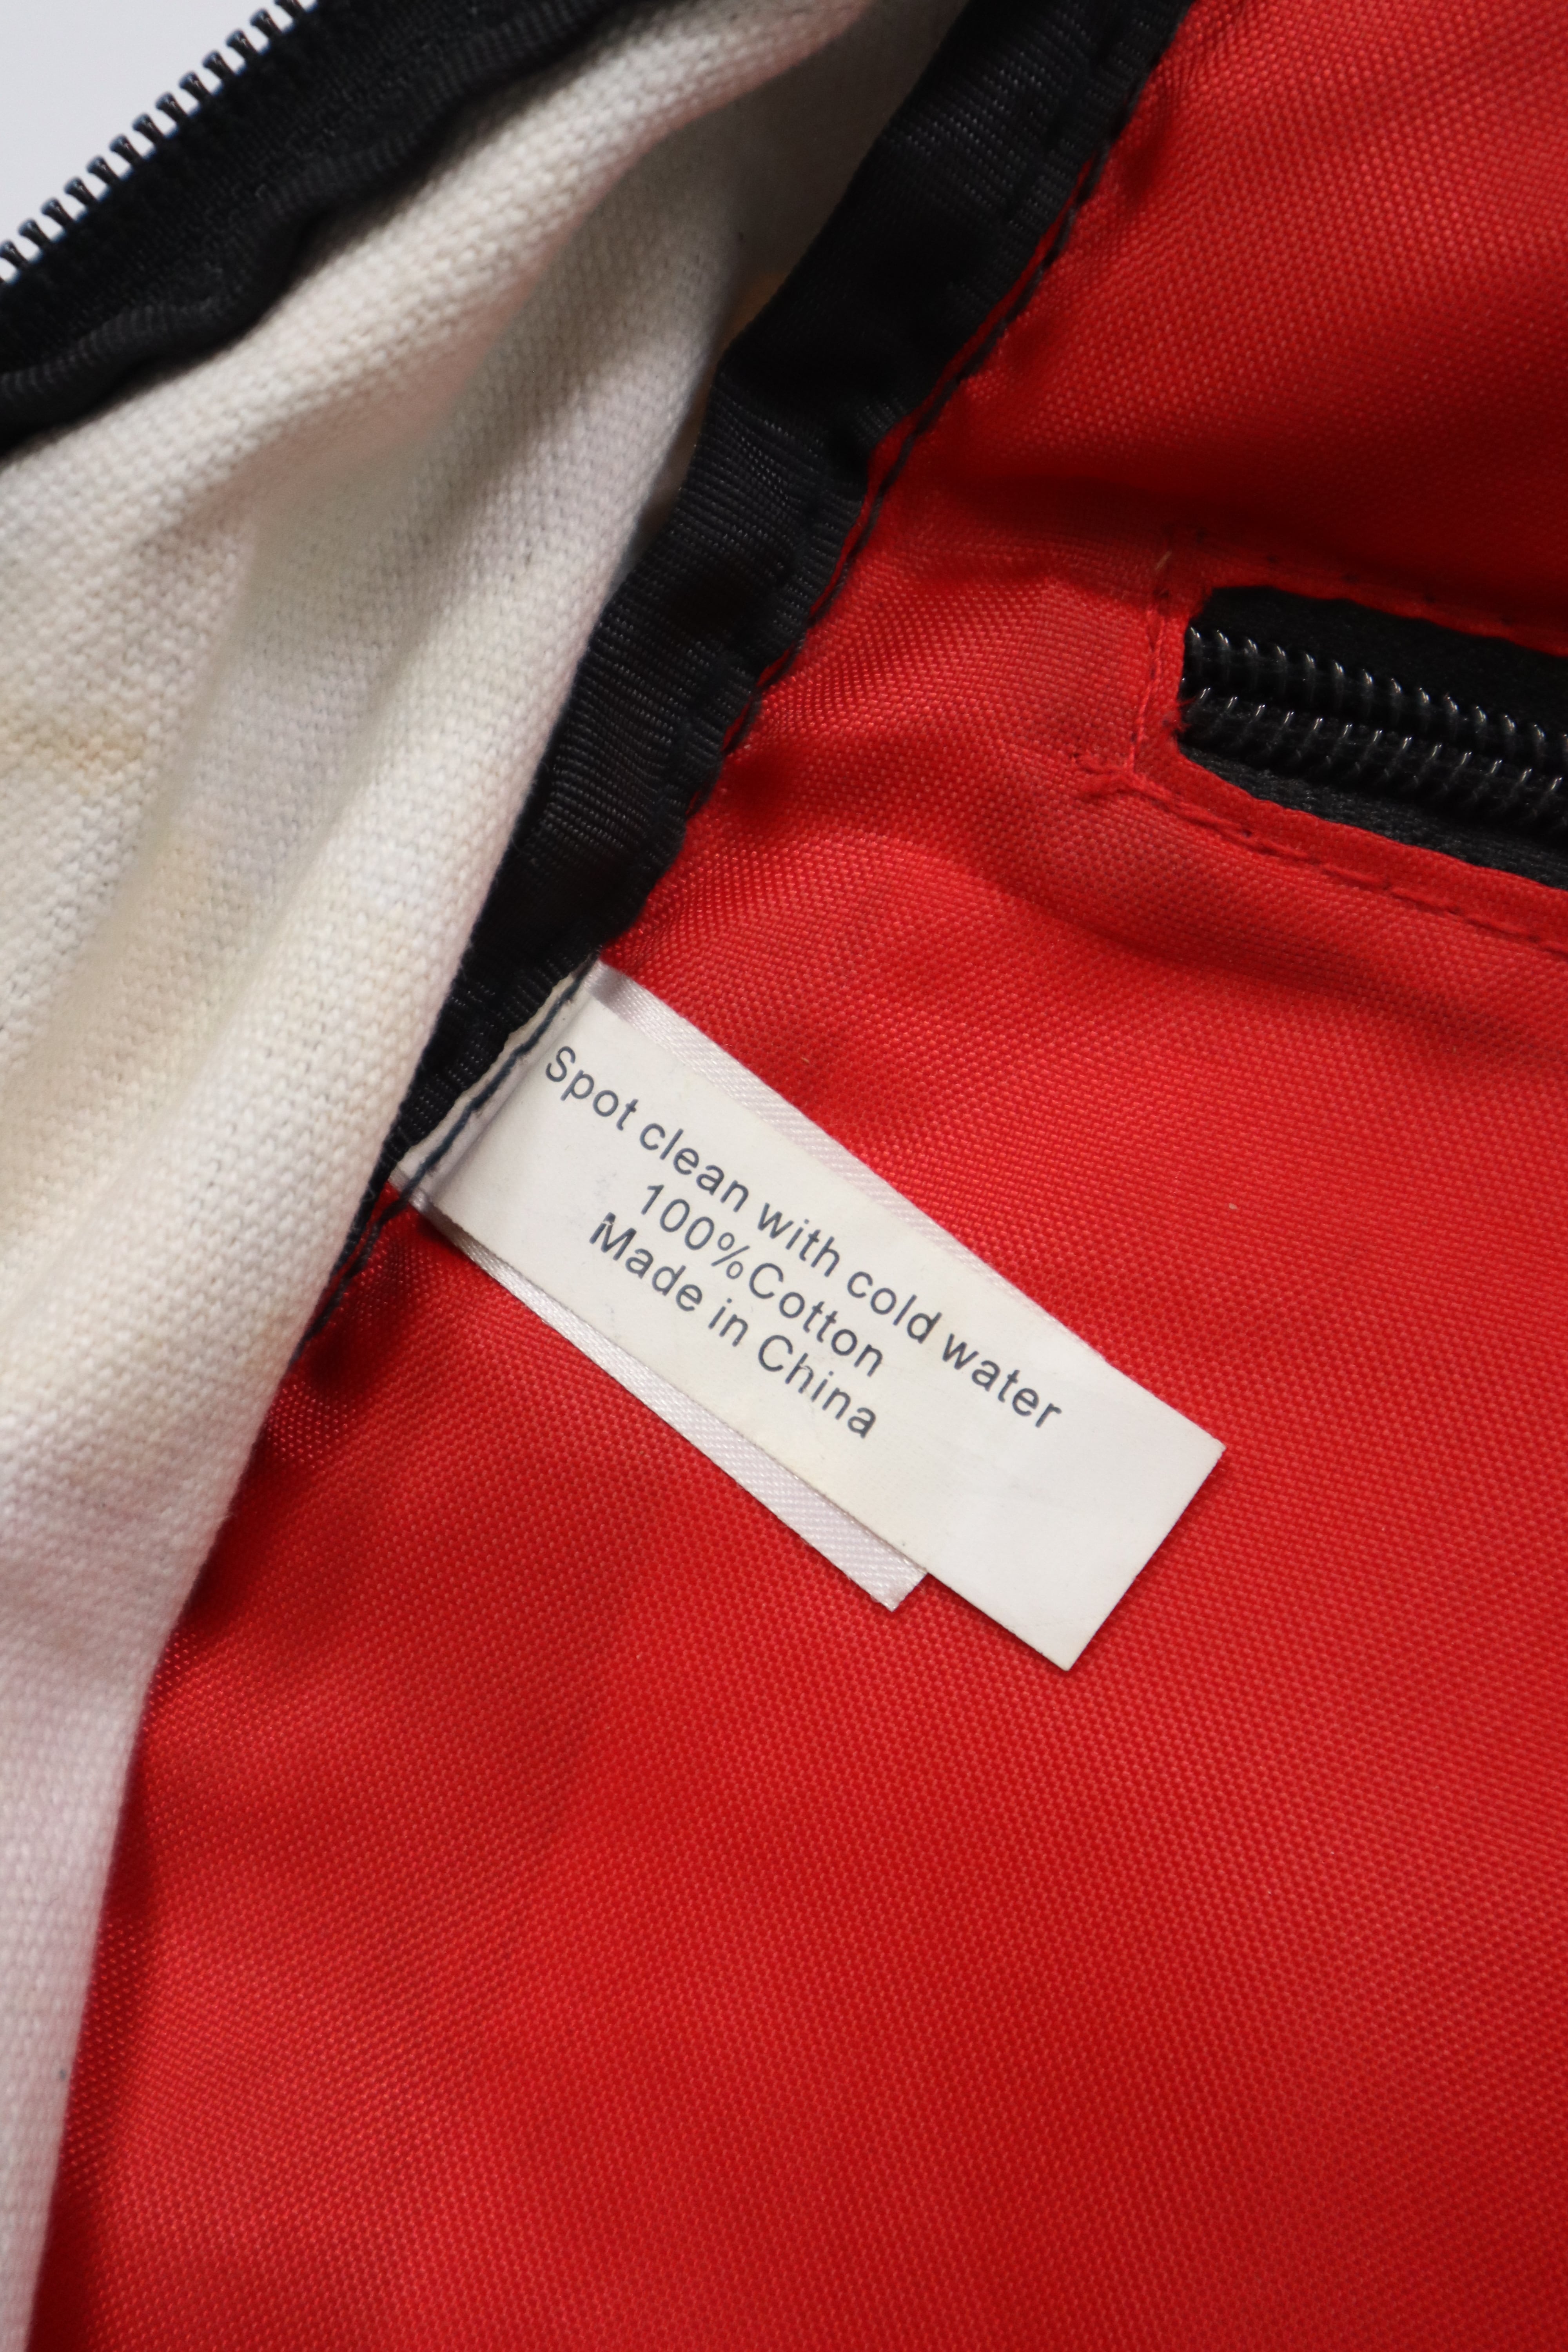 Spot clean with cold water
100%Cotton
Made in China